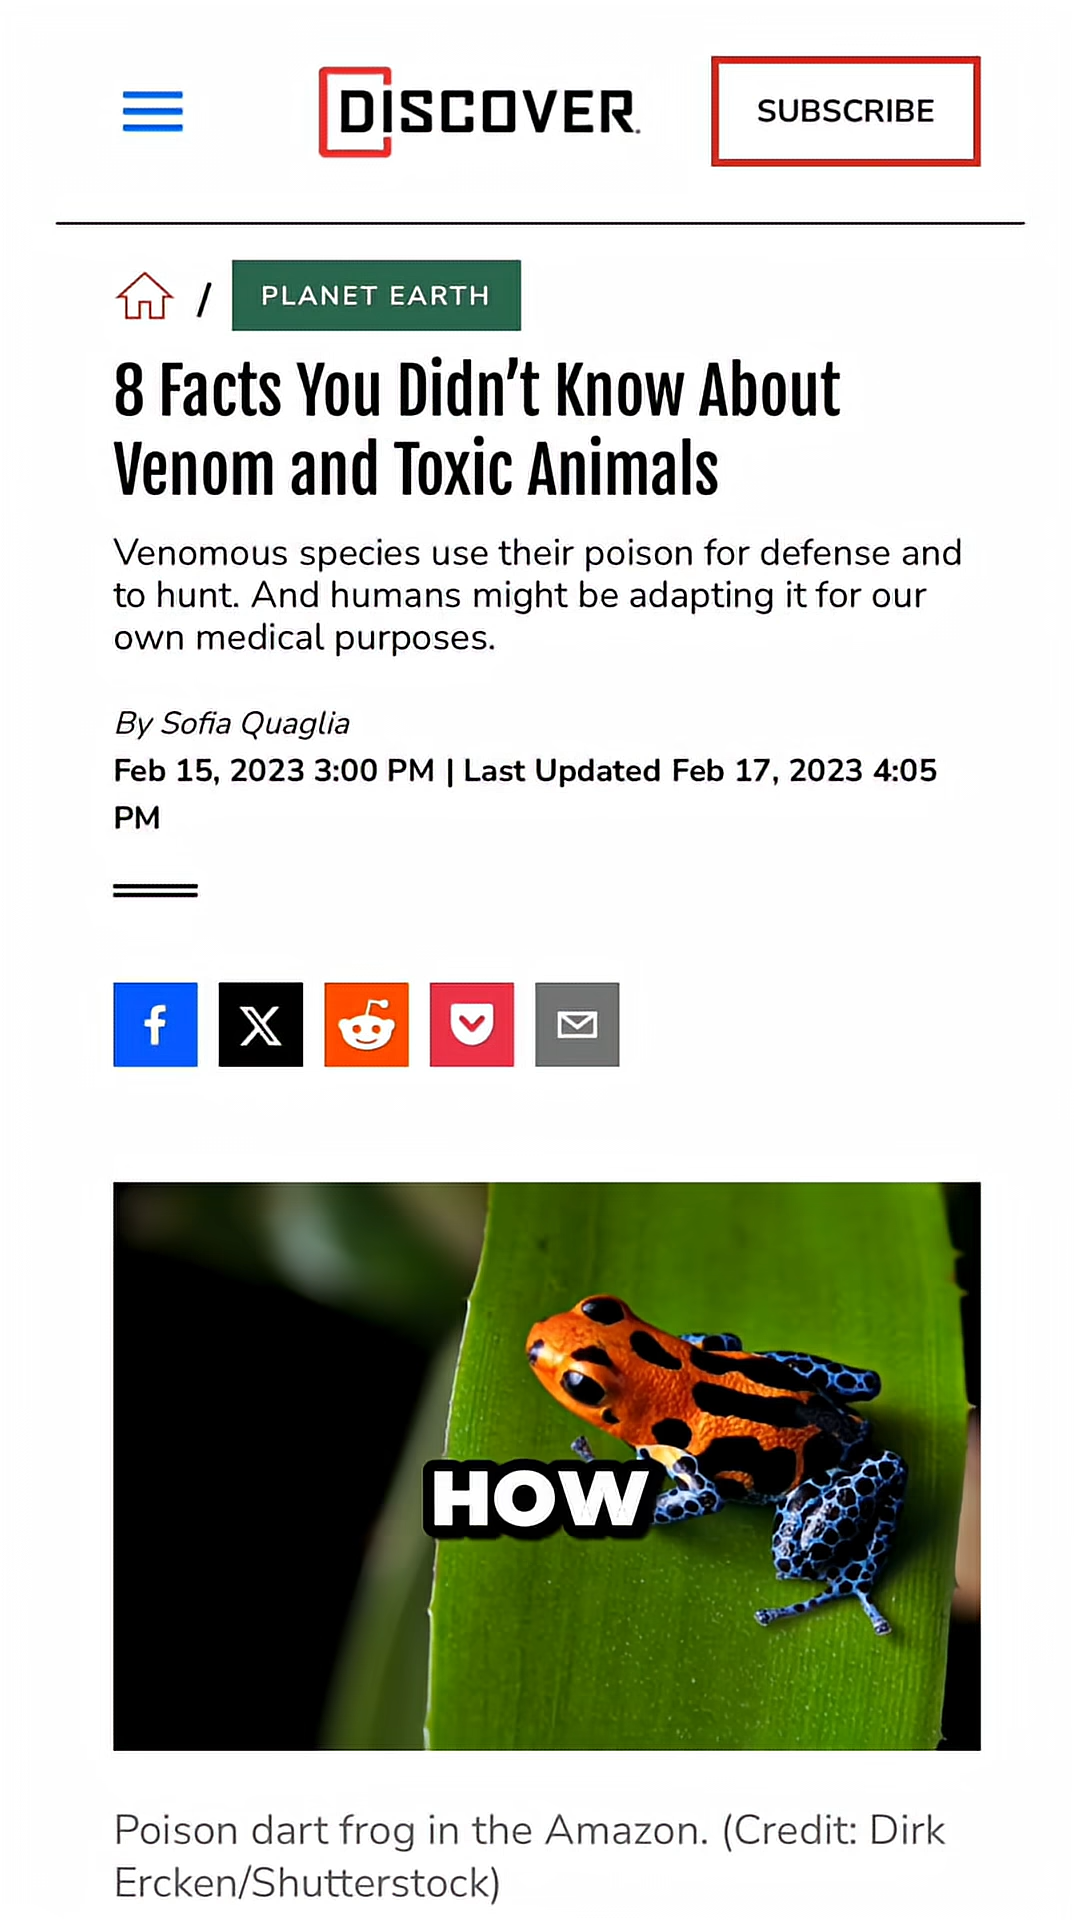 DISCOVER.
SUBSCRIBE
/ PLANET EARTH
8 Facts You Didn’t Know About
Venom and Toxic Animals
Venomous species use their poison for defense and
to hunt. And humans might be adapting it for our
own medical purposes.
By Sofia Quaglia
Feb 15, 2023 3:00 PM | Last Updated Feb 17, 2023 4:05
PM
HOW
Poison dart frog in the Amazon. (Credit: Dirk
Ercken/Shutterstock)